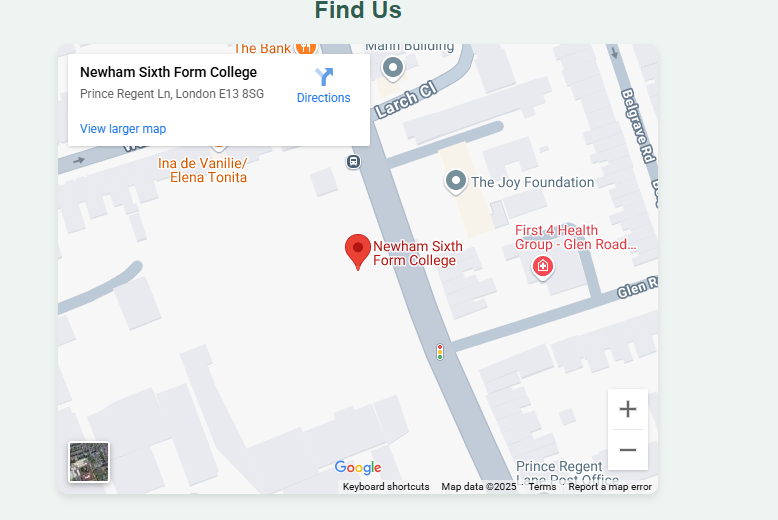 Find Us
The Bank
Mann Building
Newham Sixth Form College
Prince Regent Ln, London E13 8SG
Directions
View larger map
Larch Cl
Belgrave Rd
Ina de Vanilie/
Elena Tonita
The Joy Foundation
First 4 Health
Group - Glen Road...
Newham Sixth
Form College
Glen R
Prince Regent
Lane Post Office
Google
Keyboard shortcuts
Map data ©2025
Terms
Report a map error